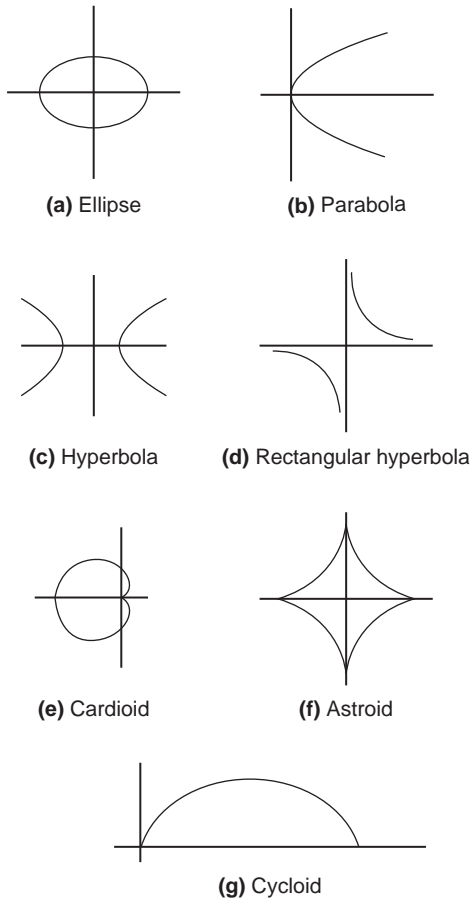 (a) Ellipse
(b) Parabola
(c) Hyperbola
(d) Rectangular hyperbola
(e) Cardioid
(f) Astroid
(g) Cycloid